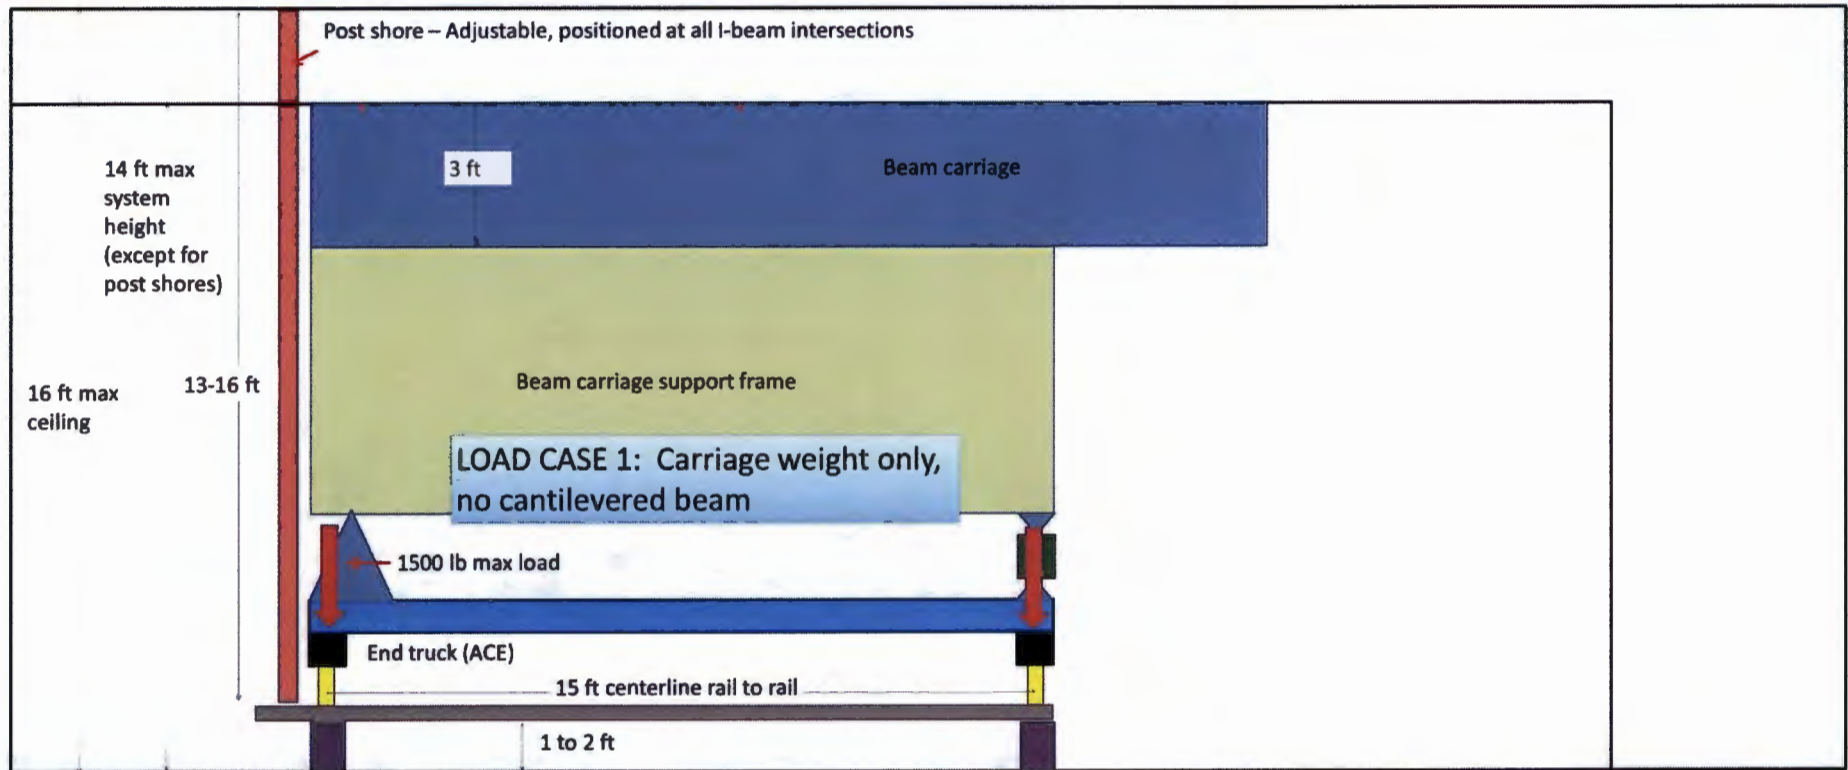 Post shore – Adjustable, positioned at all I-beam intersections
14 ft max
system
height
(except for
post shores)
3 ft
Beam carriage
16 ft max
ceiling
13-16 ft
Beam carriage support frame
LOAD CASE 1: Carriage weight only,
no cantilevered beam
1500 lb max load
End truck (ACE)
15 ft centerline rail to rail
1 to 2 ft